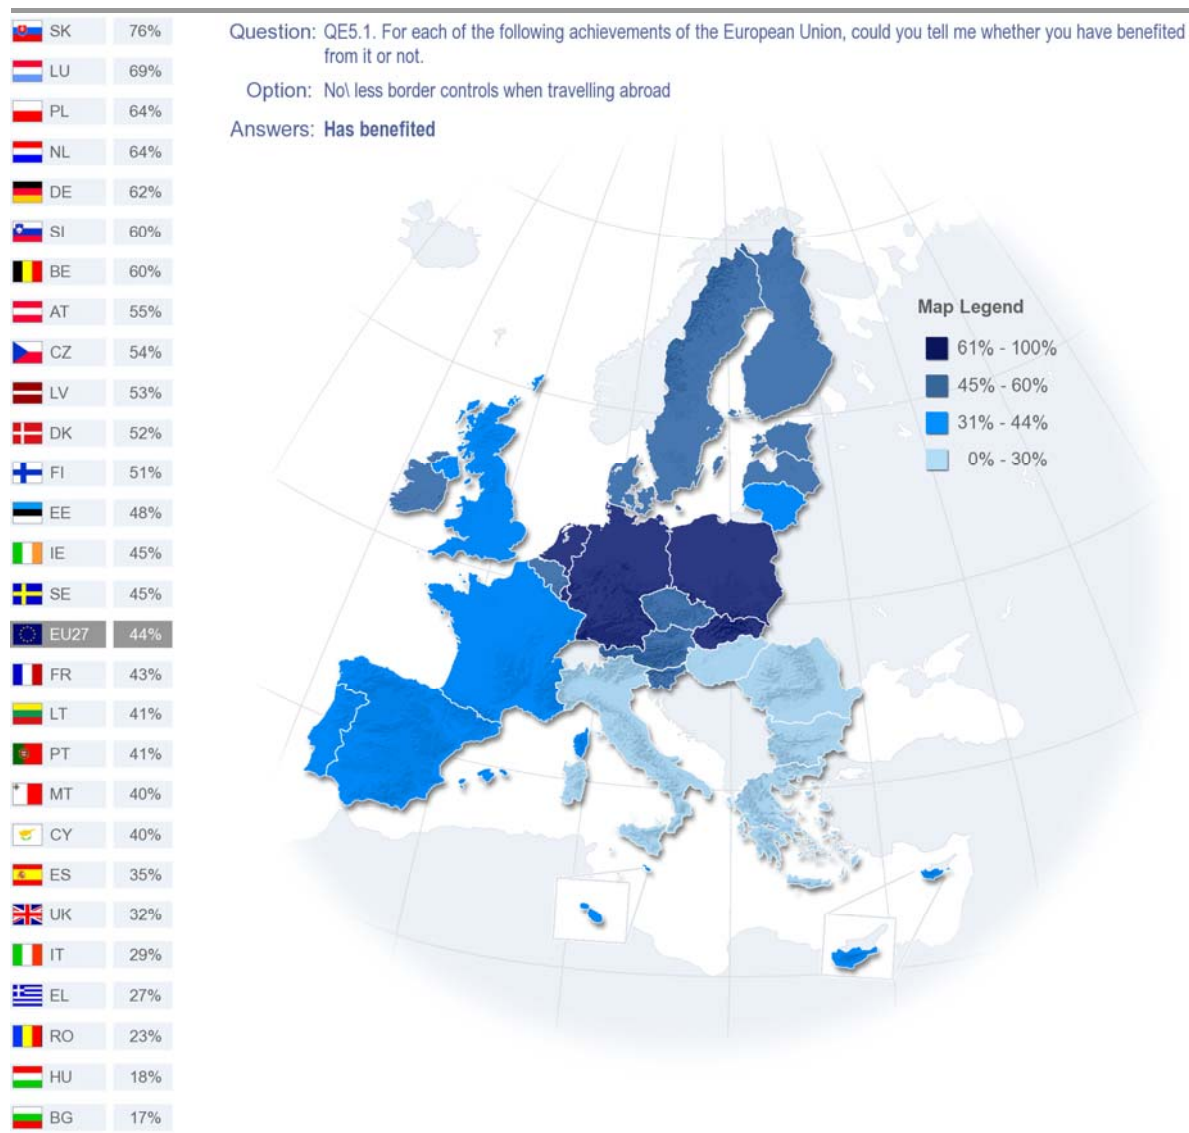 Question: QE5.1. For each of the following achievements of the European Union, could you tell me whether you have benefited
from it or not.
Option: No\ less border controls when travelling abroad
Answers: Has benefited
SK 76%
LU 69%
PL 64%
NL 64%
DE 62%
SI 60%
BE 60%
AT 55%
CZ 54%
LV 53%
DK 52%
FI 51%
EE 48%
IE 45%
SE 45%
EU27 44%
FR 43%
LT 41%
PT 41%
MT 40%
CY 40%
ES 35%
UK 32%
IT 29%
EL 27%
RO 23%
HU 18%
BG 17%
Map Legend
61% - 100%
45% - 60%
31% - 44%
0% - 30%